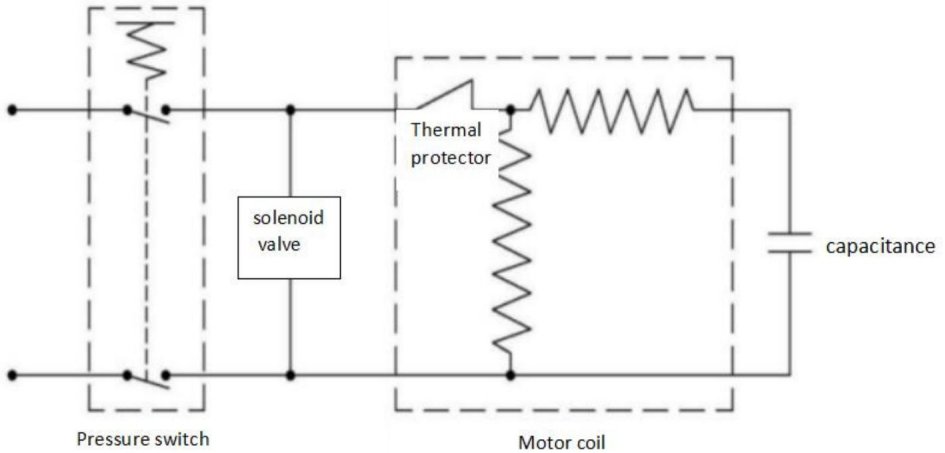 Thermal
protector
solenoid
valve
capacitance
Pressure switch
Motor coil